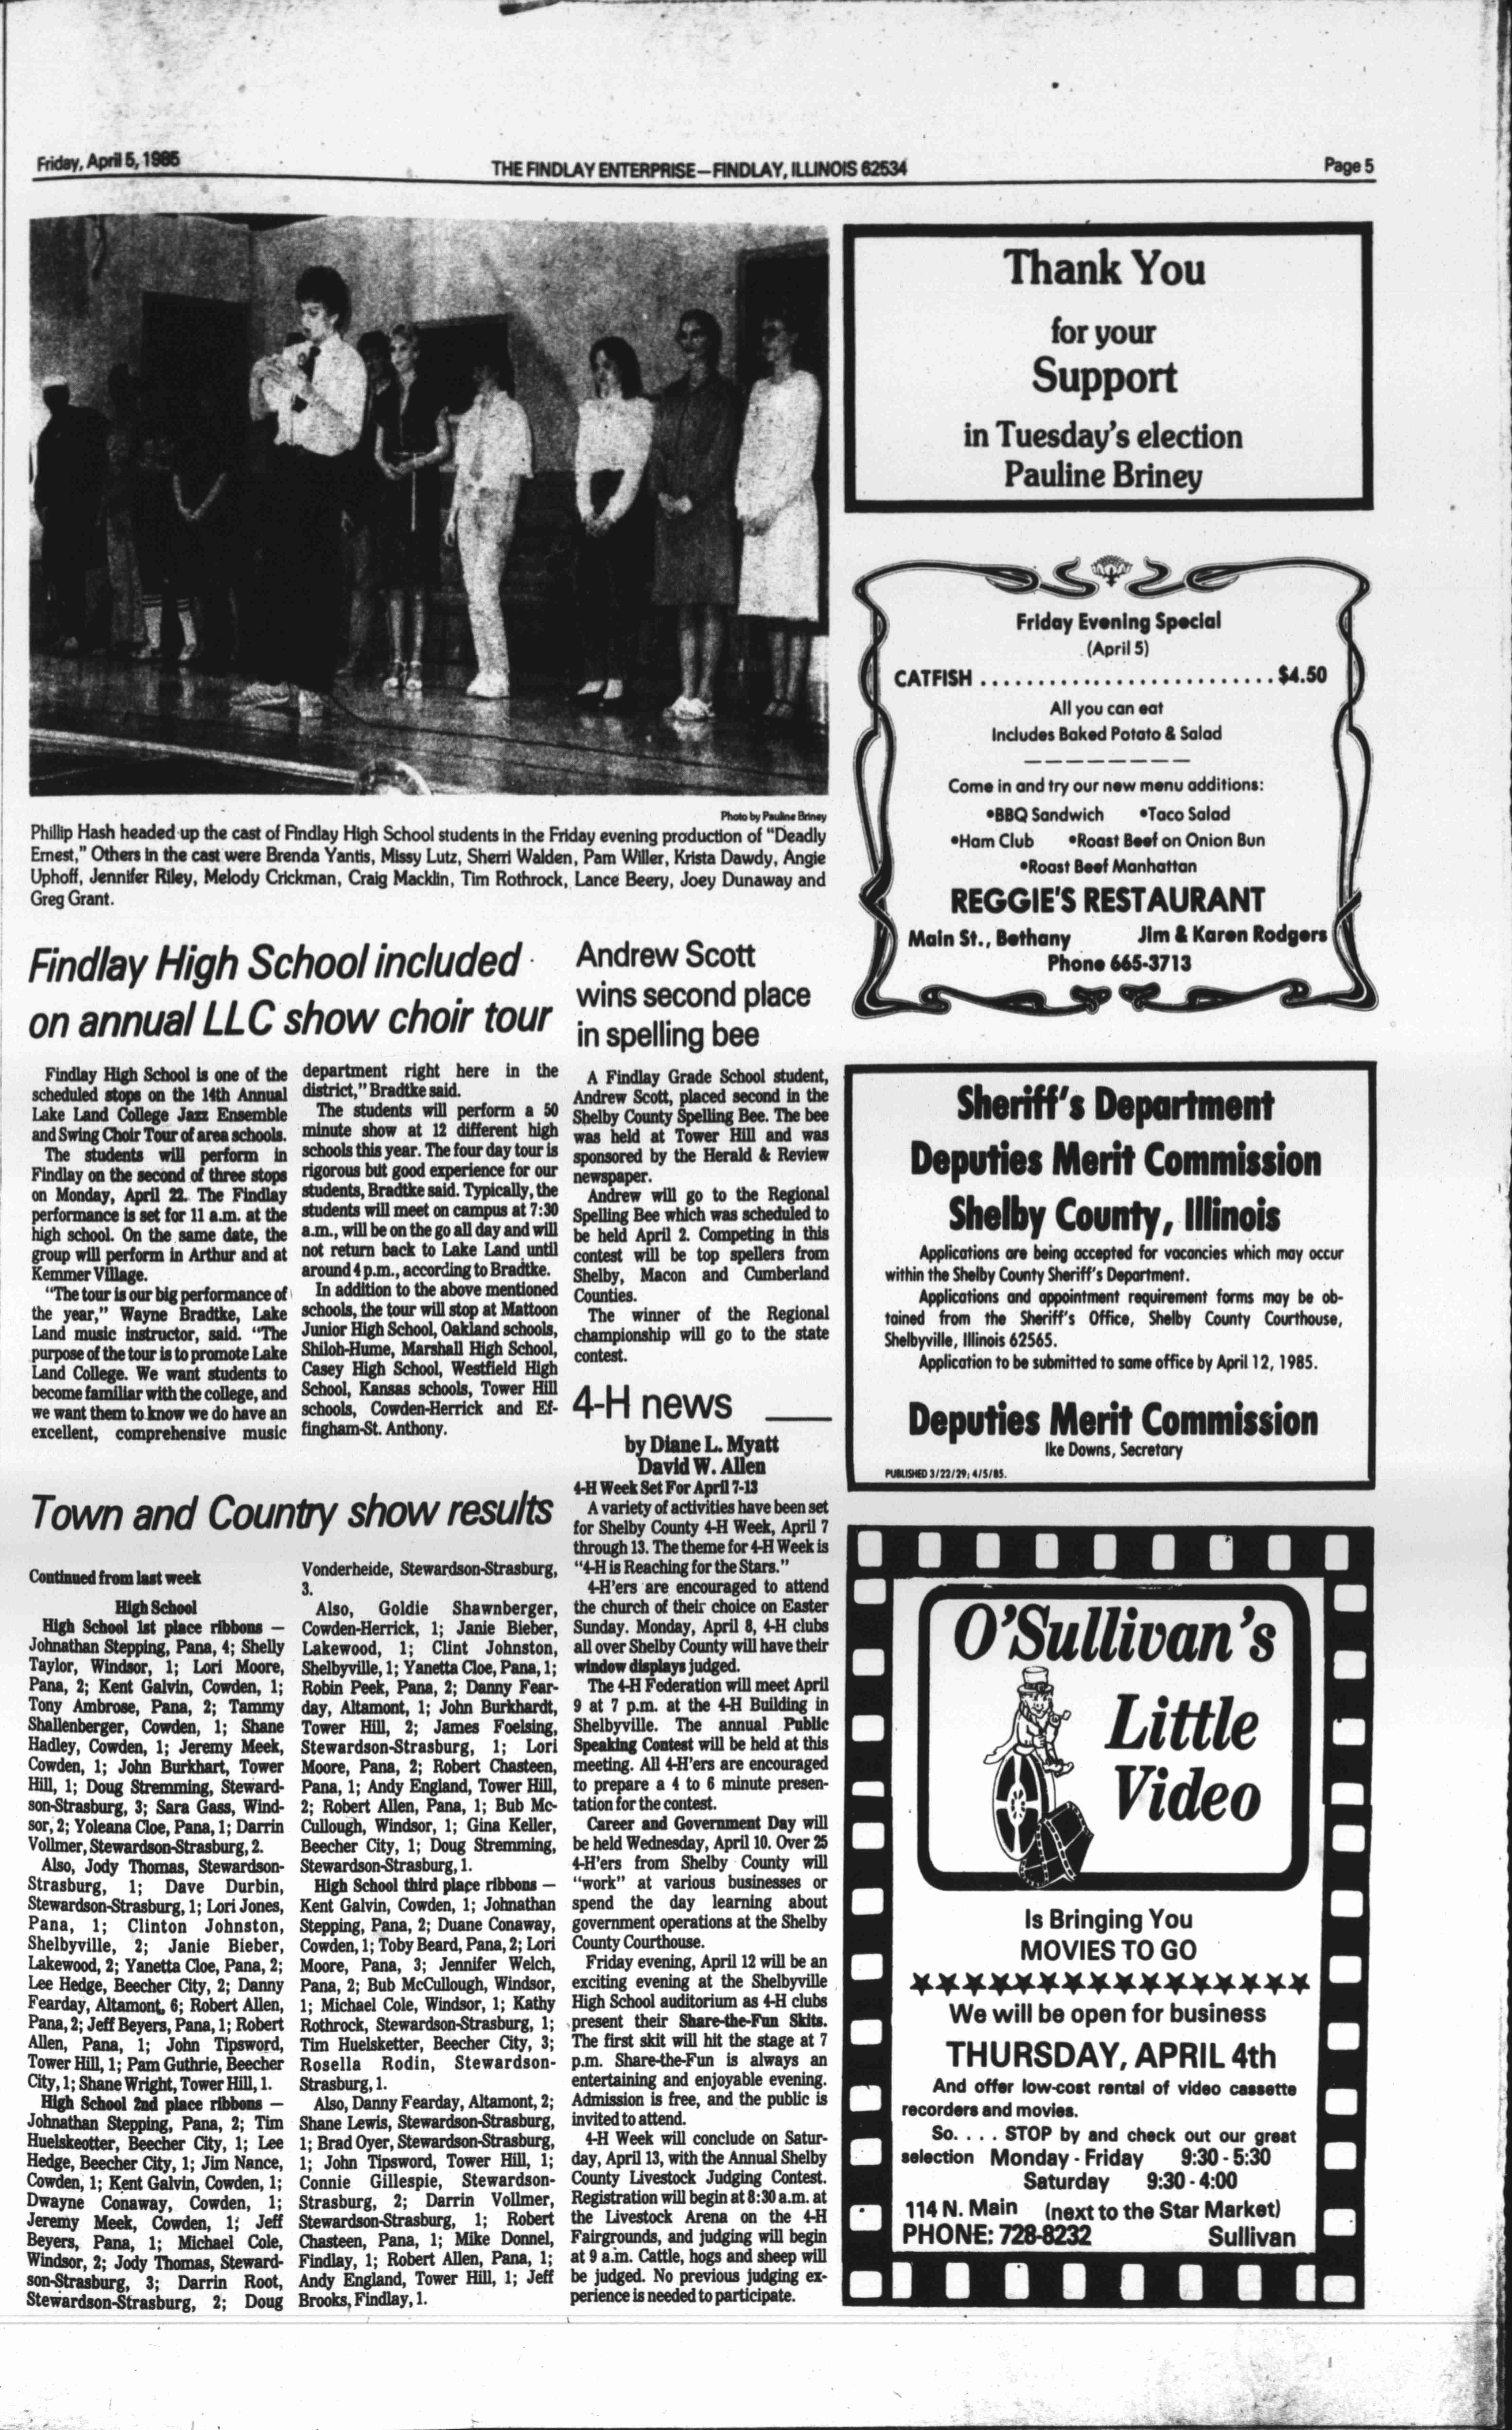 Friday, April 5, 1985
THE FINDLAY ENTERPRISE—FINDLAY, ILLINOIS 62534
Page 5
Photo by Pauline Briney
Phillip Hash headed up the cast of Findlay High School students in the Friday evening production of "Deadly
Ernest," Others in the cast were Brenda Yantis, Missy Lutz, Sherri Walden, Pam Willer, Krista Dawdy, Angie
Uphoff, Jennifer Riley, Melody Crickman, Craig Macklin, Tim Rothrock, Lance Beery, Joey Dunaway and
Greg Grant.
Findlay High School included
on annual LLC show choir tour
Findlay High School is one of the
scheduled stops on the 14th Annual
Lake Land College Jazz Ensemble
and Swing Choir Tour of area schools.
The students will perform in
Findlay on the second of three stops
on Monday, April 22. The Findlay
performance is set for 11 a.m. at the
high school. On the same date, the
group will perform in Arthur and at
Kemmer Village.
"The tour is our big performance of
the year," Wayne Bradtke, Lake
Land music instructor, said. "The
purpose of the tour is to promote Lake
Land College. We want students to
become familiar with the college, and
we want them to know we do have an
excellent, comprehensive music
department right here in the
district," Bradtke said.
The students will perform a 50
minute show at 12 different high
schools this year. The four day tour is
rigorous but good experience for our
students, Bradtke said. Typically, the
students will meet on campus at 7:30
a.m., will be on the go all day and will
not return back to Lake Land until
around 4 p.m., according to Bradtke.
In addition to the above mentioned
schools, the tour will stop at Mattoon
Junior High School, Oakland schools,
Shiloh-Hume, Marshall High School,
Casey High School, Westfield High
School, Kansas schools, Tower Hill
schools, Cowden-Herrick and Ef-
fingham-St. Anthony.
Town and Country show results
Continued from last week
High School
High School 1st place ribbons —
Johnathan Stepping, Pana, 4; Shelly
Taylor, Windsor, 1; Lori Moore,
Pana, 2; Kent Galvin, Cowden, 1;
Tony Ambrose, Pana, 2; Tammy
Shallenberger, Cowden, 1; Shane
Hadley, Cowden, 1; Jeremy Meek,
Cowden, 1; John Burkhart, Tower
Hill, 1; Doug Stremming, Steward-
son-Strasburg, 3; Sara Gass, Wind-
sor, 2; Yoleana Cloe, Pana, 1; Darrin
Vollmer, Stewardson-Strasburg, 2.
Also, Jody Thomas, Stewardson-
Strasburg, 1; Dave Durbin,
Stewardson-Strasburg, 1; Lori Jones,
Pana, 1; Clinton Johnston,
Shelbyville, 2; Janie Bieber,
Lakewood, 2; Yanetta Cloe, Pana, 2;
Lee Hedge, Beecher City, 2; Danny
Fearday, Altamont, 6; Robert Allen,
Pana, 2; Jeff Beyers, Pana, 1; Robert
Allen, Pana, 1; John Tipsword,
Tower Hill, 1; Pam Guthrie, Beecher
City, 1; Shane Wright, Tower Hill, 1.
High School 2nd place ribbons —
Johnathan Stepping, Pana, 2; Tim
Huelskeotter, Beecher City, 1; Lee
Hedge, Beecher City, 1; Jim Nance,
Cowden, 1; Kent Galvin, Cowden, 1;
Dwayne Conaway, Cowden, 1;
Jeremy Meek, Cowden, 1; Jeff
Beyers, Pana, 1; Michael Cole,
Windsor, 2; Jody Thomas, Steward-
son-Strasburg, 3; Darrin Root,
Stewardson-Strasburg, 2; Doug
Vonderheide, Stewardson-Strasburg,
3.
Also, Goldie Shawnberger,
Cowden-Herrick, 1; Janie Bieber,
Lakewood, 1; Clint Johnston,
Shelbyville, 1; Yanetta Cloe, Pana, 1;
Robin Peek, Pana, 2; Danny Fear-
day, Altamont, 1; John Burkhardt,
Tower Hill, 2; James Foelsing,
Stewardson-Strasburg, 1; Lori
Moore, Pana, 2; Robert Chasteen,
Pana, 1; Andy England, Tower Hill,
2; Robert Allen, Pana, 1; Bub Mc-
Cullough, Windsor, 1; Gina Keller,
Beecher City, 1; Doug Stremming,
Stewardson-Strasburg, 1.
High School third place ribbons —
Kent Galvin, Cowden, 1; Johnathan
Stepping, Pana, 2; Duane Conaway,
Cowden, 1; Toby Beard, Pana, 2; Lori
Moore, Pana, 3; Jennifer Welch,
Pana, 2; Bub McCullough, Windsor,
1; Michael Cole, Windsor, 1; Kathy
Rothrock, Stewardson-Strasburg, 1;
Tim Huelsketter, Beecher City, 3;
Rosella Rodin, Stewardson-
Strasburg, 1.
Also, Danny Fearday, Altamont, 2;
Shane Lewis, Stewardson-Strasburg,
1; Brad Oyer, Stewardson-Strasburg,
1; John Tipsword, Tower Hill, 1;
Connie Gillespie, Stewardson-
Strasburg, 2; Darrin Vollmer,
Stewardson-Strasburg, 1; Robert
Chasteen, Pana, 1; Mike Donnel,
Findlay, 1; Robert Allen, Pana, 1;
Andy England, Tower Hill, 1; Jeff
Brooks, Findlay, 1.
Andrew Scott
wins second place
in spelling bee
A Findlay Grade School student,
Andrew Scott, placed second in the
Shelby County Spelling Bee. The bee
was held at Tower Hill and was
sponsored by the Herald & Review
newspaper.
Andrew will go to the Regional
Spelling Bee which was scheduled to
be held April 2. Competing in this
contest will be top spellers from
Shelby, Macon and Cumberland
Counties.
The winner of the Regional
championship will go to the state
contest.
4-H news
by Diane L. Myatt
David W. Allen
4-H Week Set For April 7-13
A variety of activities have been set
for Shelby County 4-H Week, April 7
through 13. The theme for 4-H Week is
"4-H is Reaching for the Stars."
4-H'ers are encouraged to attend
the church of their choice on Easter
Sunday. Monday, April 8, 4-H clubs
all over Shelby County will have their
window displays judged.
The 4-H Federation will meet April
9 at 7 p.m. at the 4-H Building in
Shelbyville. The annual Public
Speaking Contest will be held at this
meeting. All 4-H'ers are encouraged
to prepare a 4 to 6 minute presen-
tation for the contest.
Career and Government Day will
be held Wednesday, April 10. Over 25
4-H'ers from Shelby County will
"work" at various businesses or
spend the day learning about
government operations at the Shelby
County Courthouse.
Friday evening, April 12 will be an
exciting evening at the Shelbyville
High School auditorium as 4-H clubs
present their Share-the-Fun Skits.
The first skit will hit the stage at 7
p.m. Share-the-Fun is always an
entertaining and enjoyable evening.
Admission is free, and the public is
invited to attend.
4-H Week will conclude on Satur-
day, April 13, with the Annual Shelby
County Livestock Judging Contest.
Registration will begin at 8:30 a.m. at
the Livestock Arena on the 4-H
Fairgrounds, and judging will begin
at 9 a.m. Cattle, hogs and sheep will
be judged. No previous judging ex-
perience is needed to participate.
Thank You
for your
Support
in Tuesday's election
Pauline Briney
Friday Evening Special
(April 5)
CATFISH . . . . . . . . . . . . . . . . . . . . . . . . . . $4.50
All you can eat
Includes Baked Potato & Salad
Come in and try our new menu additions:
•BBQ Sandwich •Taco Salad
•Ham Club •Roast Beef on Onion Bun
•Roast Beef Manhattan
REGGIE'S RESTAURANT
Main St., Bethany Jim & Karen Rodgers
Phone 665-3713
Sheriff's Department
Deputies Merit Commission
Shelby County, Illinois
Applications are being accepted for vacancies which may occur
within the Shelby County Sheriff's Department.
Applications and appointment requirement forms may be ob-
tained from the Sheriff's Office, Shelby County Courthouse,
Shelbyville, Illinois 62565.
Application to be submitted to same office by April 12, 1985.
Deputies Merit Commission
Ike Downs, Secretary
PUBLISHED 3/22/29; 4/5/85.
O'Sullivan's
Little
Video
Is Bringing You
MOVIES TO GO
We will be open for business
THURSDAY, APRIL 4th
And offer low-cost rental of video cassette
recorders and movies.
So. . . . STOP by and check out our great
selection Monday - Friday 9:30 - 5:30
Saturday 9:30 - 4:00
114 N. Main (next to the Star Market)
PHONE: 728-8232 Sullivan